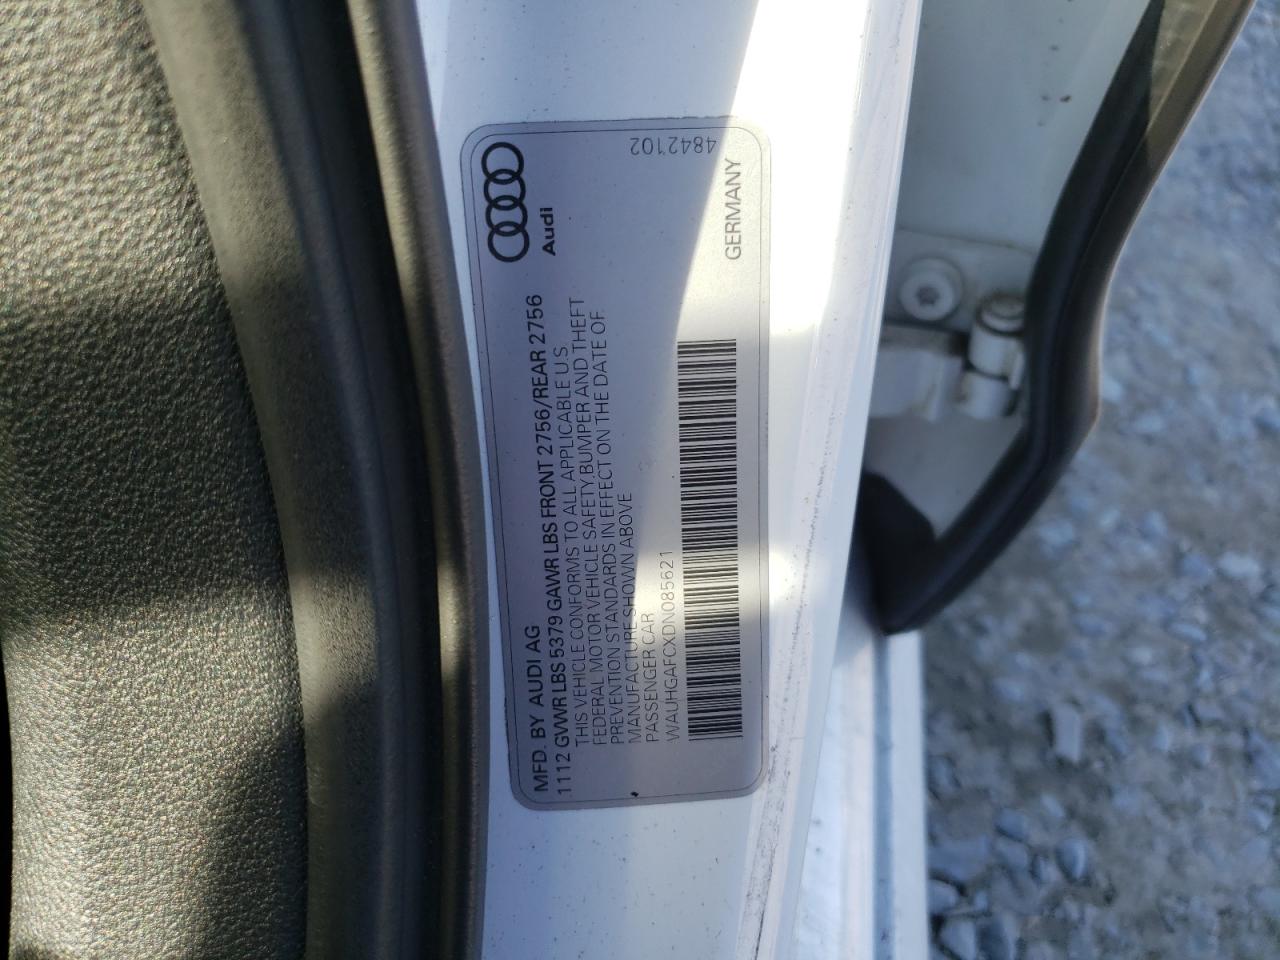 Audi
MFD. BY AUDI AG
1112 GVWR LBS 5379 GAWR LBS FRONT 2756/REAR 2756
THIS VEHICLE CONFORMS TO ALL APPLICABLE U.S.
FEDERAL MOTOR VEHICLE SAFETY, BUMPER AND THEFT
PREVENTION STANDARDS IN EFFECT ON THE DATE OF
MANUFACTURE SHOWN ABOVE
PASSENGER CAR
WAUHGAFCXDN085621
GERMANY
4842102